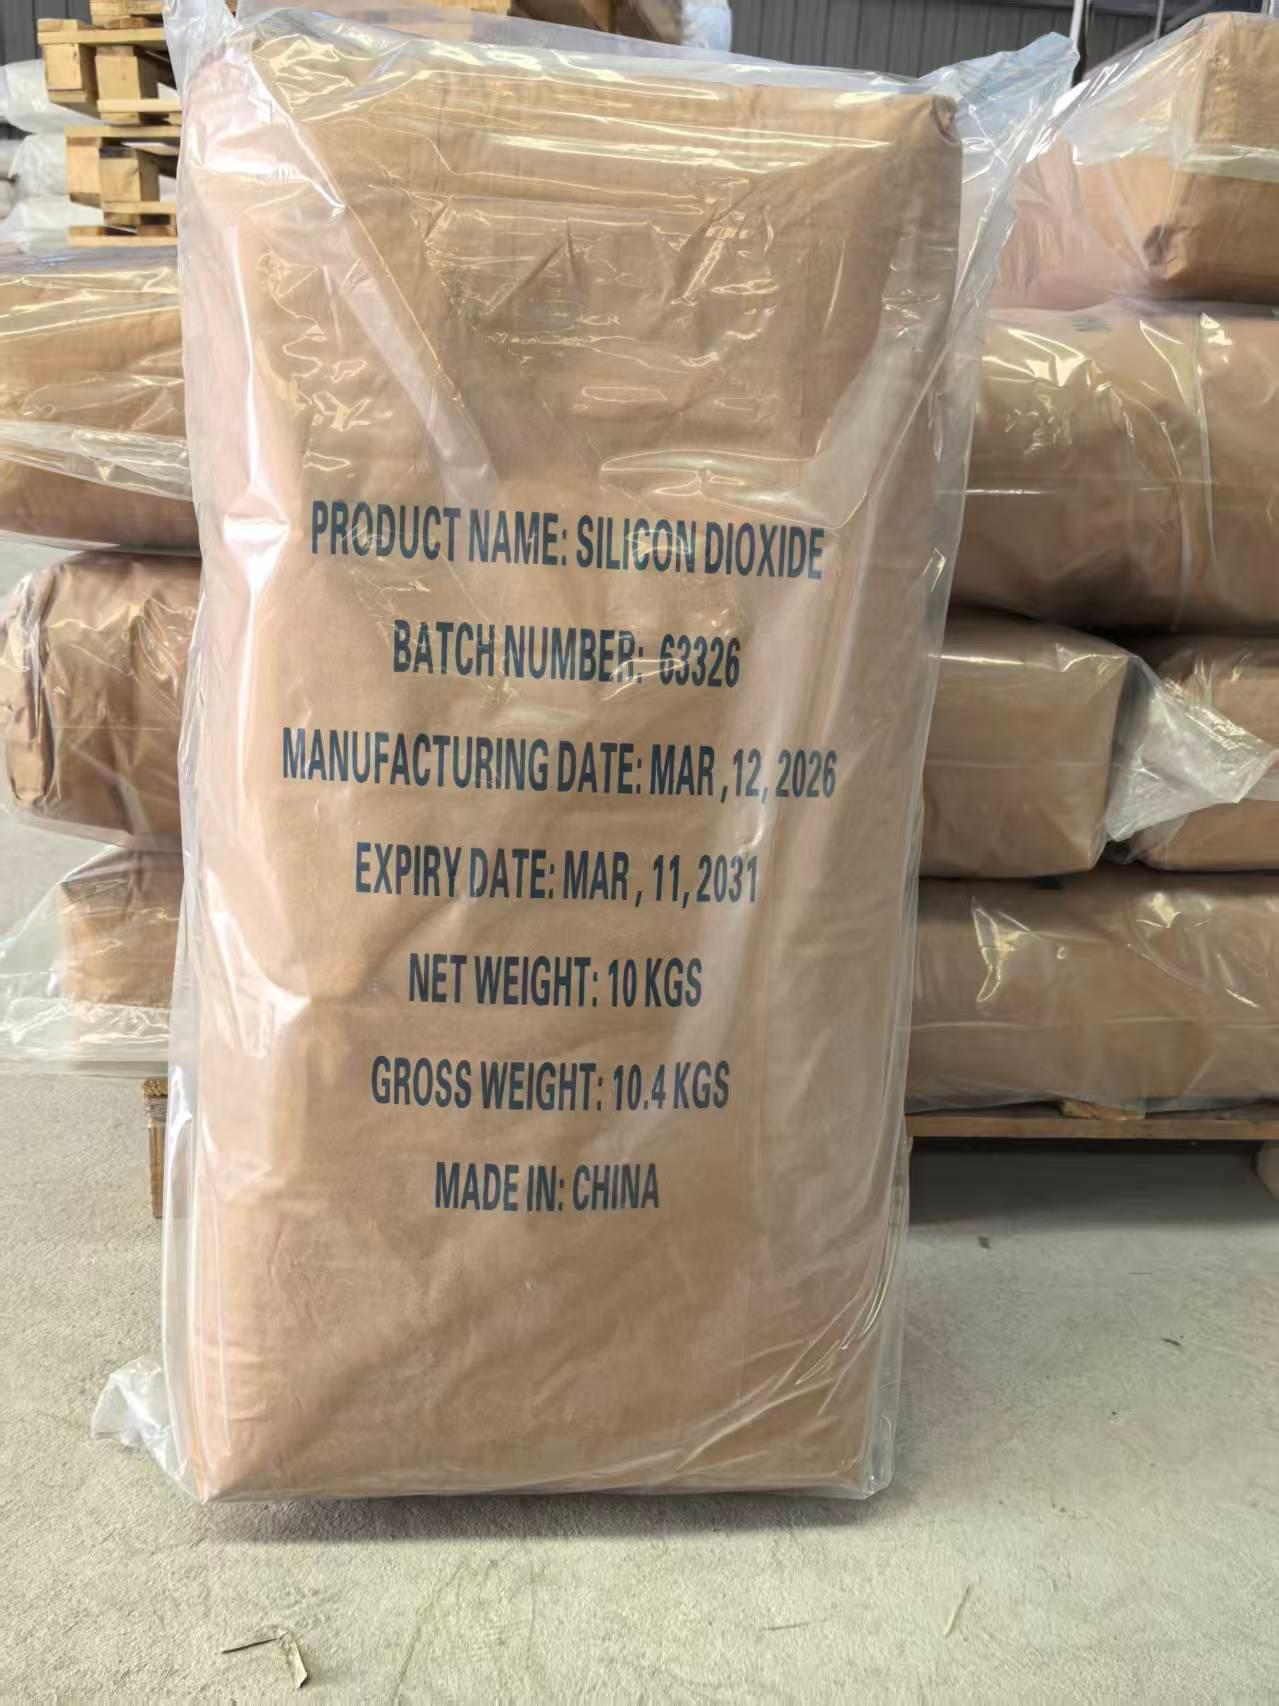 PRODUCT NAME: SILICON DIOXIDE
BATCH NUMBER: 63326
MANUFACTURING DATE: MAR ,12, 2026
EXPIRY DATE: MAR , 11, 2031
NET WEIGHT: 10 KGS
GROSS WEIGHT: 10.4 KGS
MADE IN: CHINA